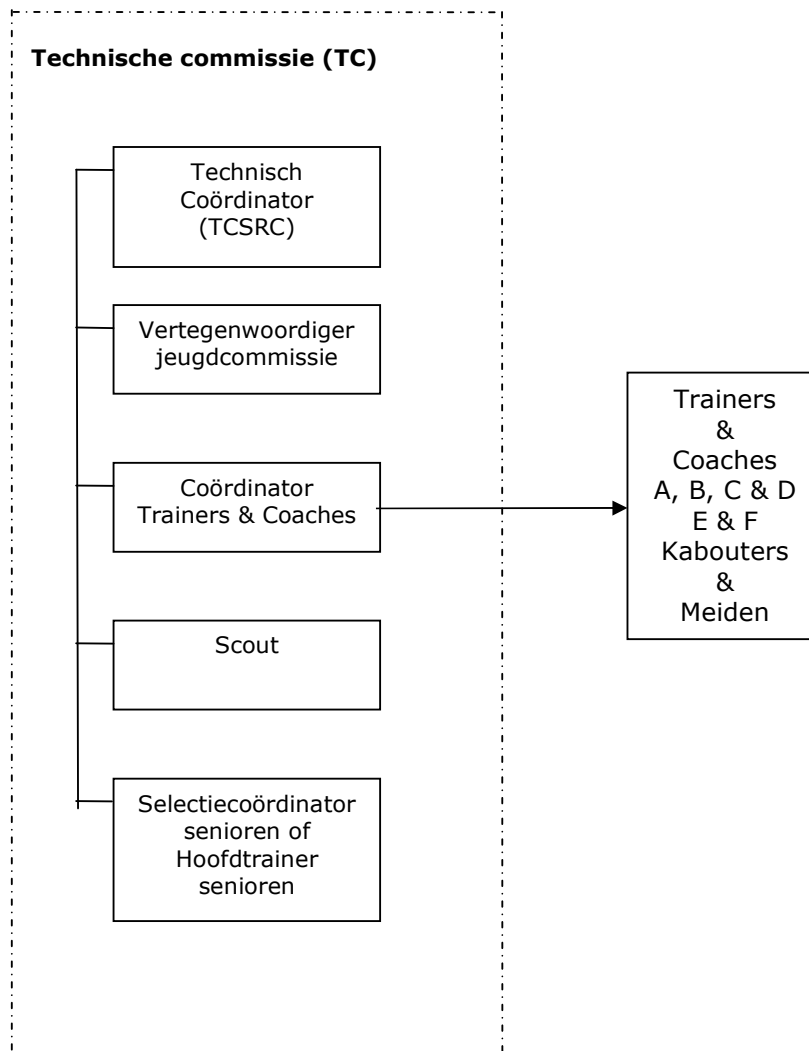 Technische commissie (TC)
Technisch
Coördinator
(TCSRC)
Vertegenwoordiger
jeugdcommissie
Coördinator
Trainers & Coaches
Scout
Selectiecoördinator
senioren of
Hoofdtrainer
senioren
Trainers
&
Coaches
A, B, C & D
E & F
Kabouters
&
Meiden